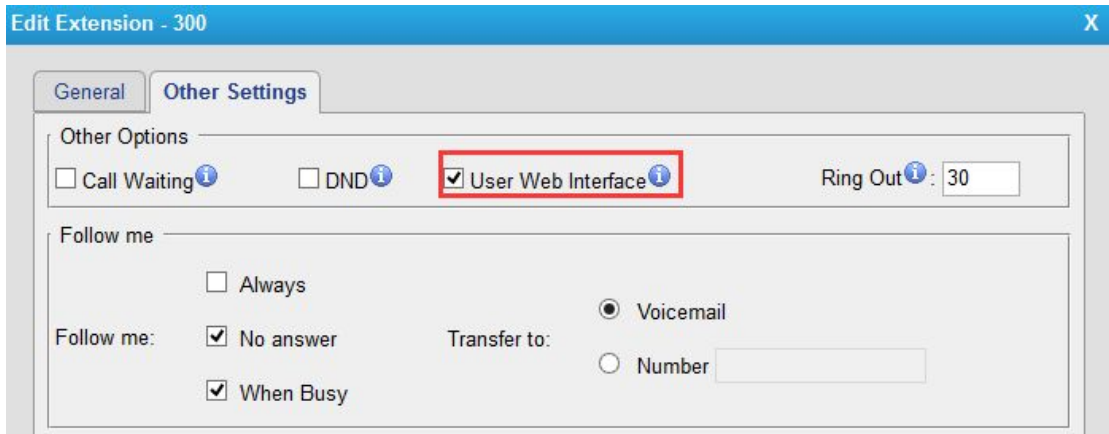 Edit Extension - 300 X
General Other Settings
Other Options
Call Waiting DND User Web Interface Ring Out : 30
Follow me
Always
Voicemail
Follow me: No answer Transfer to:
Number
When Busy